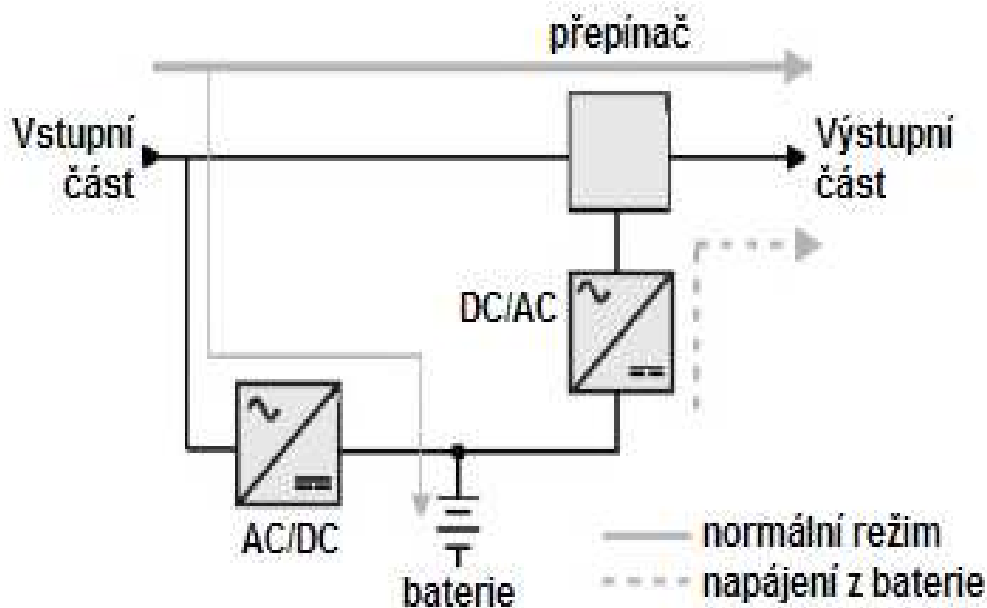 přepínač
Vstupní
část
Výstupní
část
DC/AC
AC/DC
baterie
normální režim
napájení z baterie